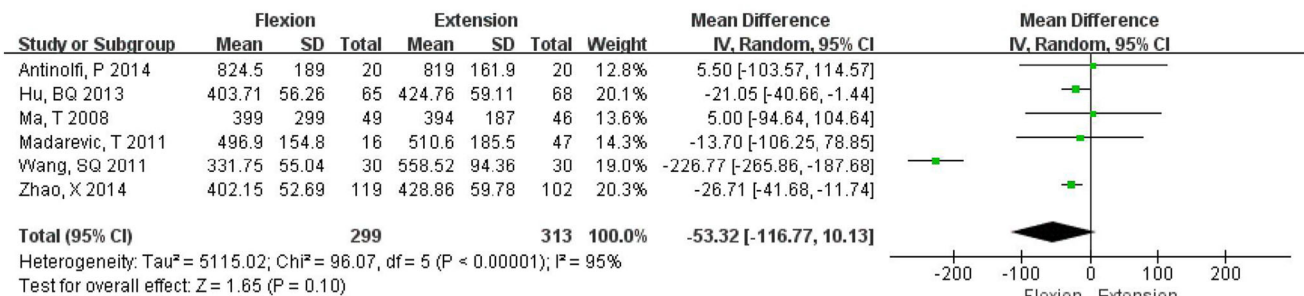 Flexion Extension Mean Difference Mean Difference
Study or Subgroup Mean SD Total Mean SD Total Weight IV, Random, 95% CI IV, Random, 95% CI
Antinolfi, P 2014 824.5 189 20 819 161.9 20 12.8% 5.50 [-103.57, 114.57]
Hu, BQ 2013 403.71 56.26 65 424.76 59.11 68 20.1% -21.05 [-40.66, -1.44]
Ma, T 2008 399 299 49 394 187 46 13.6% 5.00 [-94.64, 104.64]
Madarevic, T 2011 496.9 154.8 16 510.6 185.5 47 14.3% -13.70 [-106.25, 78.85]
Wang, SQ 2011 331.75 55.04 30 558.52 94.36 30 19.0% -226.77 [-265.86, -187.68]
Zhao, X 2014 402.15 52.69 119 428.86 59.78 102 20.3% -26.71 [-41.68, -11.74]
Total (95% CI) 299 313 100.0% -53.32 [-116.77, 10.13]
Heterogeneity: Tau² = 5115.02; Chi² = 96.07, df = 5 (P < 0.00001); I² = 95%
Test for overall effect: Z = 1.65 (P = 0.10)
-200 -100 0 100 200
Flexion Extension